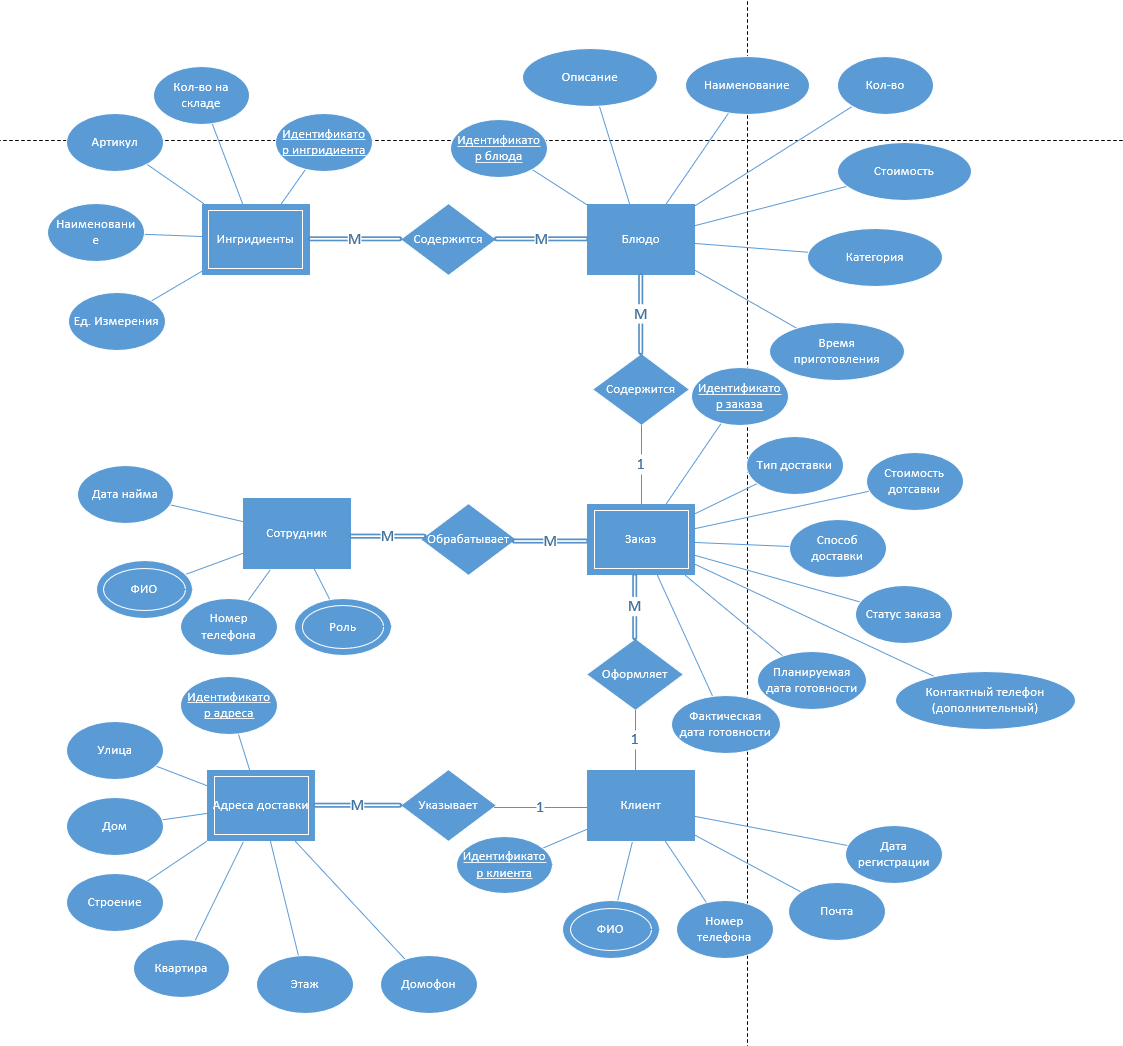 Описание
Наименование
Кол-во
Кол-во на
складе
Артикул
Идентификато
р ингридиента
Идентификато
р блюда
Стоимость
Наименовани
е
Ингридиенты
М
Содержится
М
Блюдо
Категория
Ед. Измерения
М
Время
приготовления
Содержится
Идентификато
р заказа
1
Тип доставки
Стоимость
дотсавки
Дата найма
Сотрудник
М
Обрабатывает
М
Заказ
Способ
доставки
ФИО
Номер
телефона
Роль
М
Статус заказа
Оформляет
Планируемая
дата готовности
Контактный телефон
(дополнительный)
Идентификато
р адреса
Фактическая
дата готовности
1
Улица
Адреса доставки
М
Указывает
1
Клиент
Дом
Идентификато
р клиента
Дата
регистрации
Строение
ФИО
Номер
телефона
Почта
Квартира
Этаж
Домофон